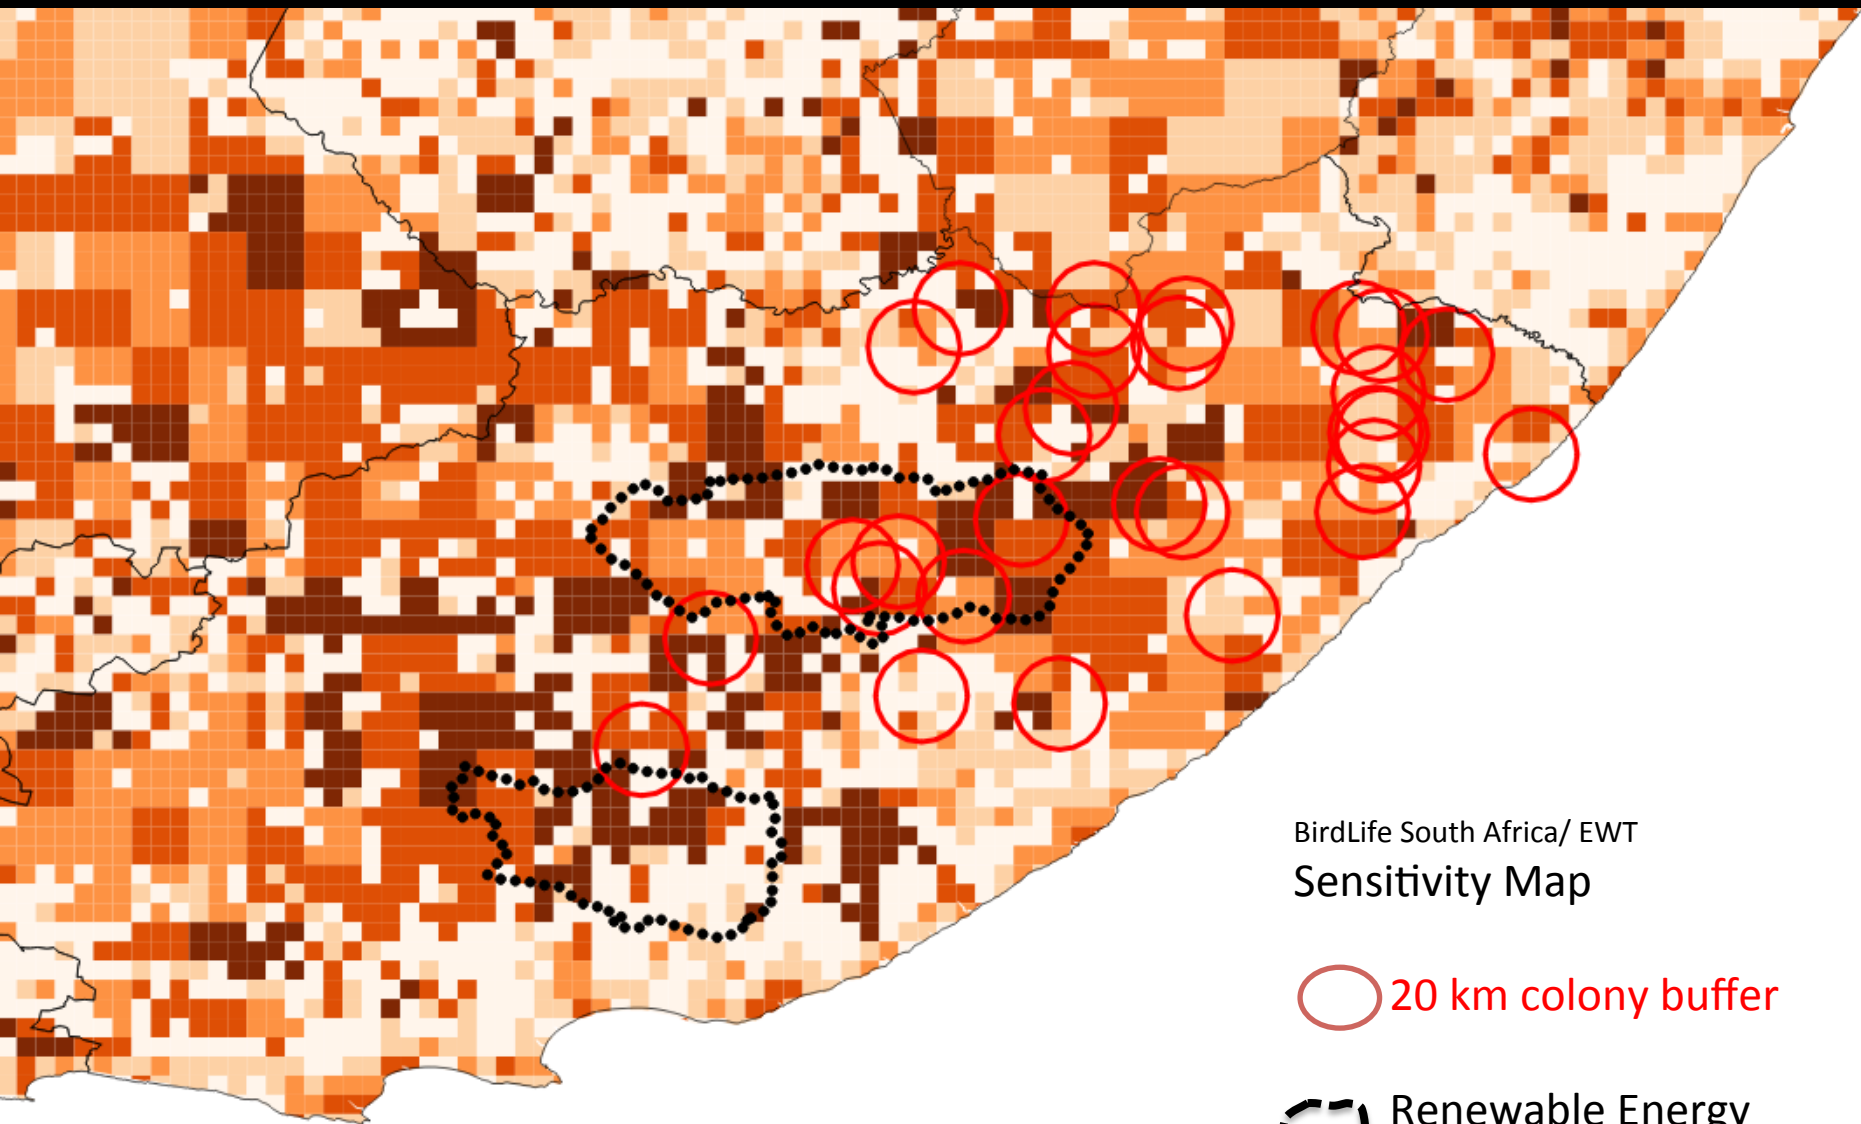 BirdLife South Africa/ EWT
Sensitivity Map
20 km colony buffer
Renewable Energy